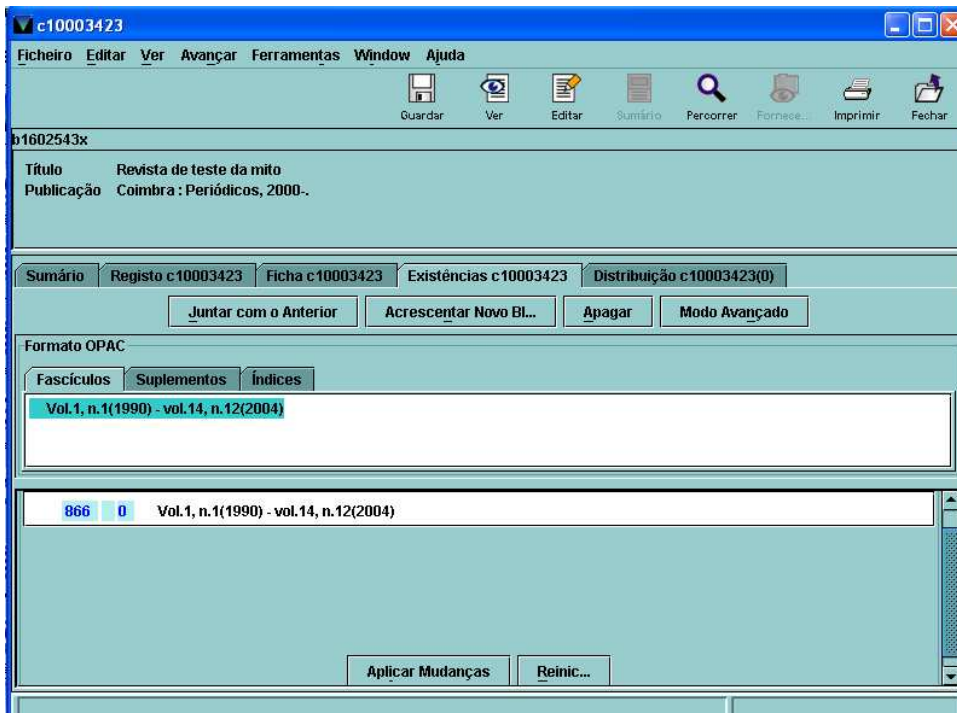 c10003423
Ficheiro Editar Ver Avançar Ferramentas Window Ajuda
Guardar Ver Editar Sumário Percorrer Fornece... Imprimir Fechar
b1602543x
Título Revista de teste da mito
Publicação Coimbra : Periódicos, 2000-.
Sumário Registo c10003423 Ficha c10003423 Existências c10003423 Distribuição c10003423(0)
Juntar com o Anterior Acrescentar Novo Bl... Apagar Modo Avançado
Formato OPAC
Fascículos Suplementos Índices
Vol.1, n.1(1990) - vol.14, n.12(2004)
866 0 Vol.1, n.1(1990) - vol.14, n.12(2004)
Aplicar Mudanças Reinic...